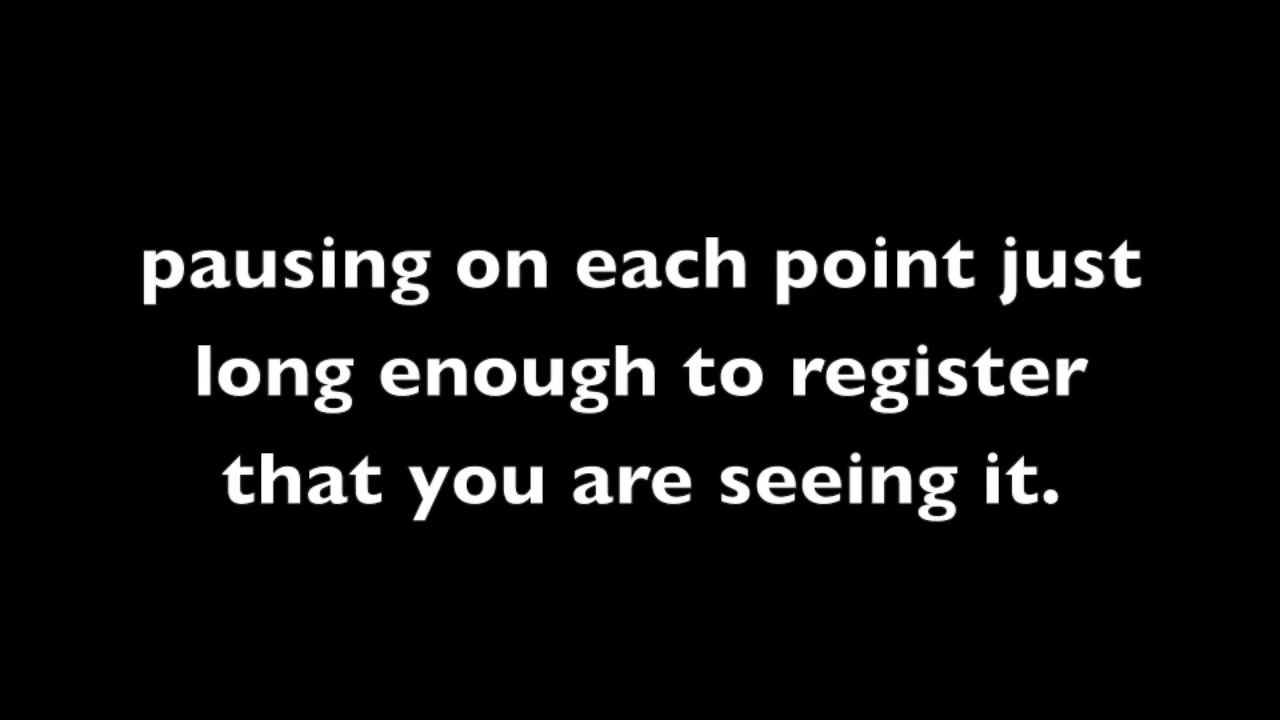 pausing on each point just
long enough to register
that you are seeing it.